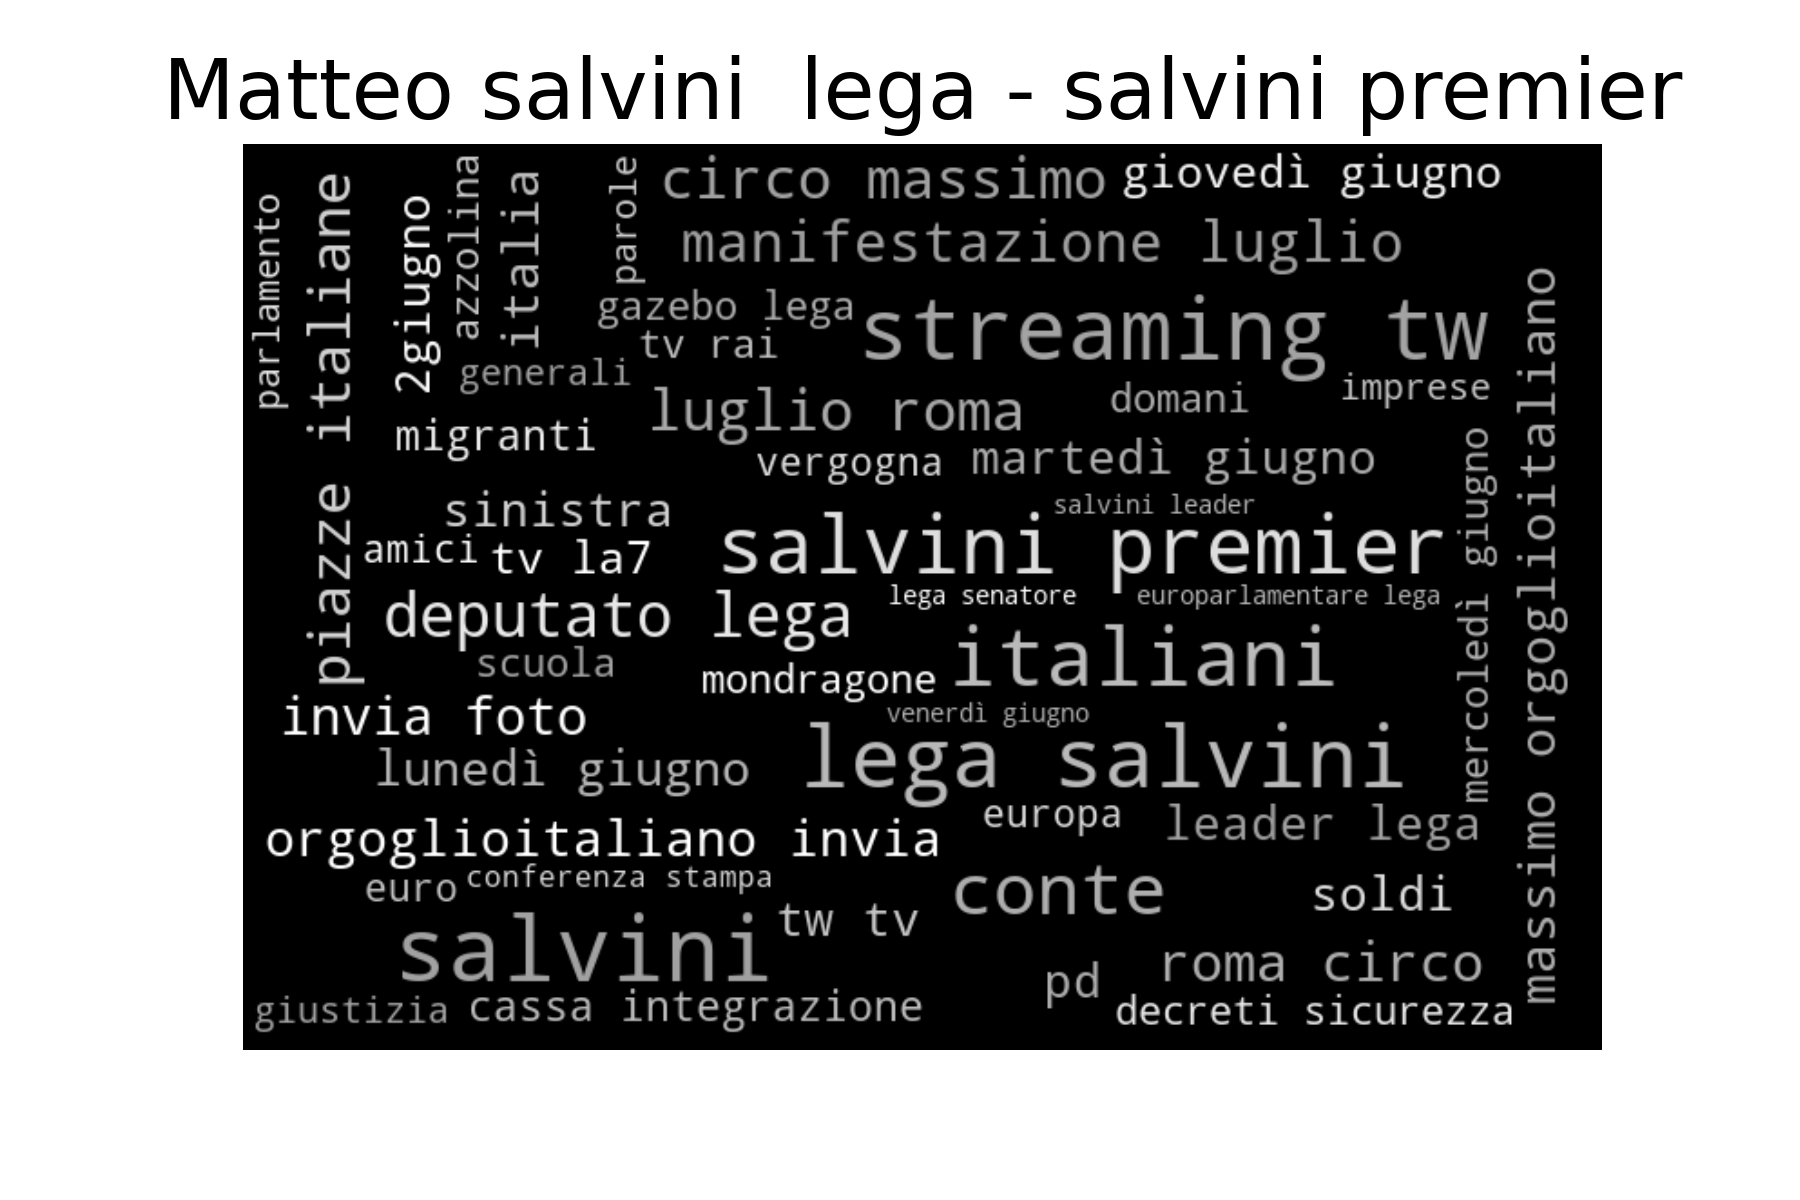 Matteo salvini  lega - salvini premier
parlamento
piazze italiane
2giugno
azzolina
italia
parole
circo massimo
giovedì giugno
manifestazione luglio
gazebo lega
streaming tw
tv rai
generali
luglio roma
domani
imprese
migranti
vergogna
martedì giugno
massimo orgoglioitaliano
mercoledì giugno
sinistra
salvini leader
amici
tv la7
salvini premier
deputato lega
lega senatore
europarlamentare lega
scuola
mondragone
italiani
invia foto
venerdì giugno
lunedì giugno
lega salvini
orgoglioitaliano invia
europa
leader lega
euro
conferenza stampa
conte
soldi
salvini
tw tv
pd
roma circo
giustizia
cassa integrazione
decreti sicurezza